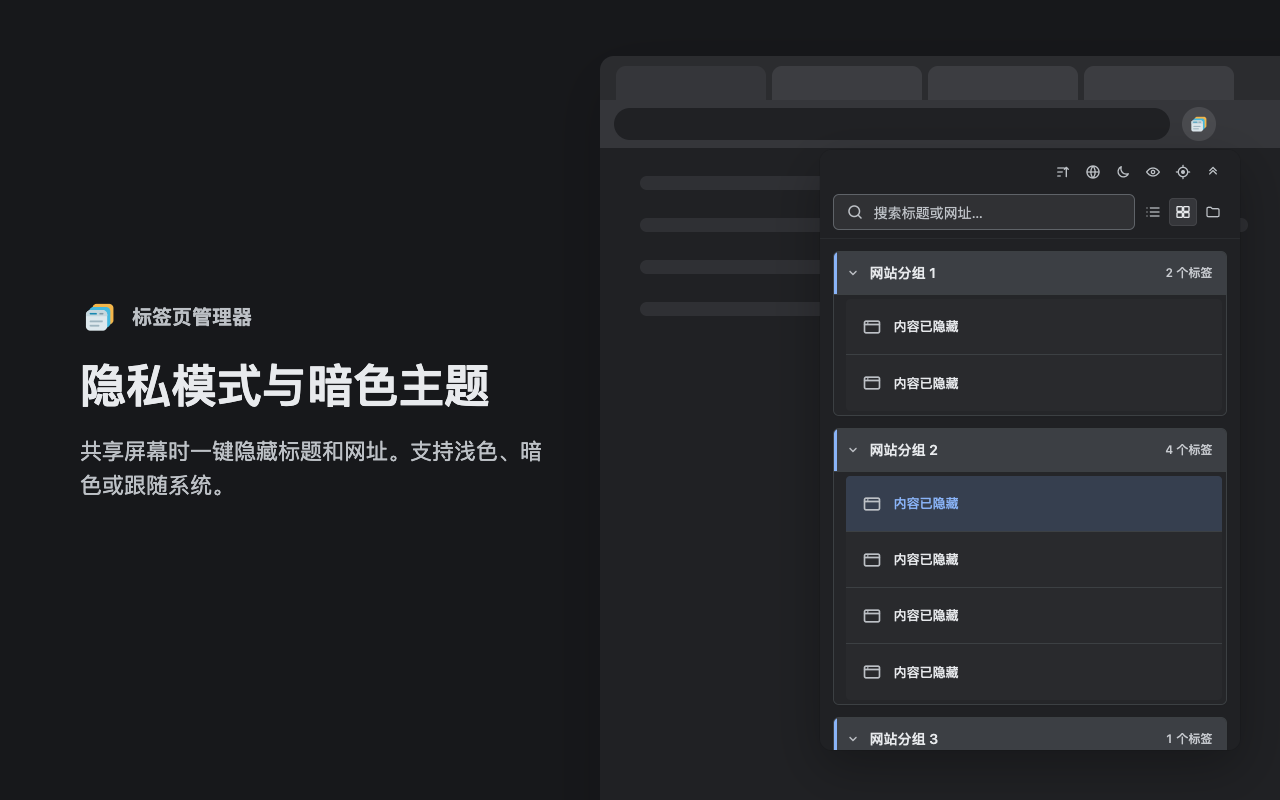 标签页管理器
隐私模式与暗色主题
共享屏幕时一键隐藏标题和网址。支持浅色、暗
色或跟随系统。
搜索标题或网址...
网站分组 1
2 个标签
内容已隐藏
内容已隐藏
网站分组 2
4 个标签
内容已隐藏
内容已隐藏
内容已隐藏
内容已隐藏
网站分组 3
1 个标签